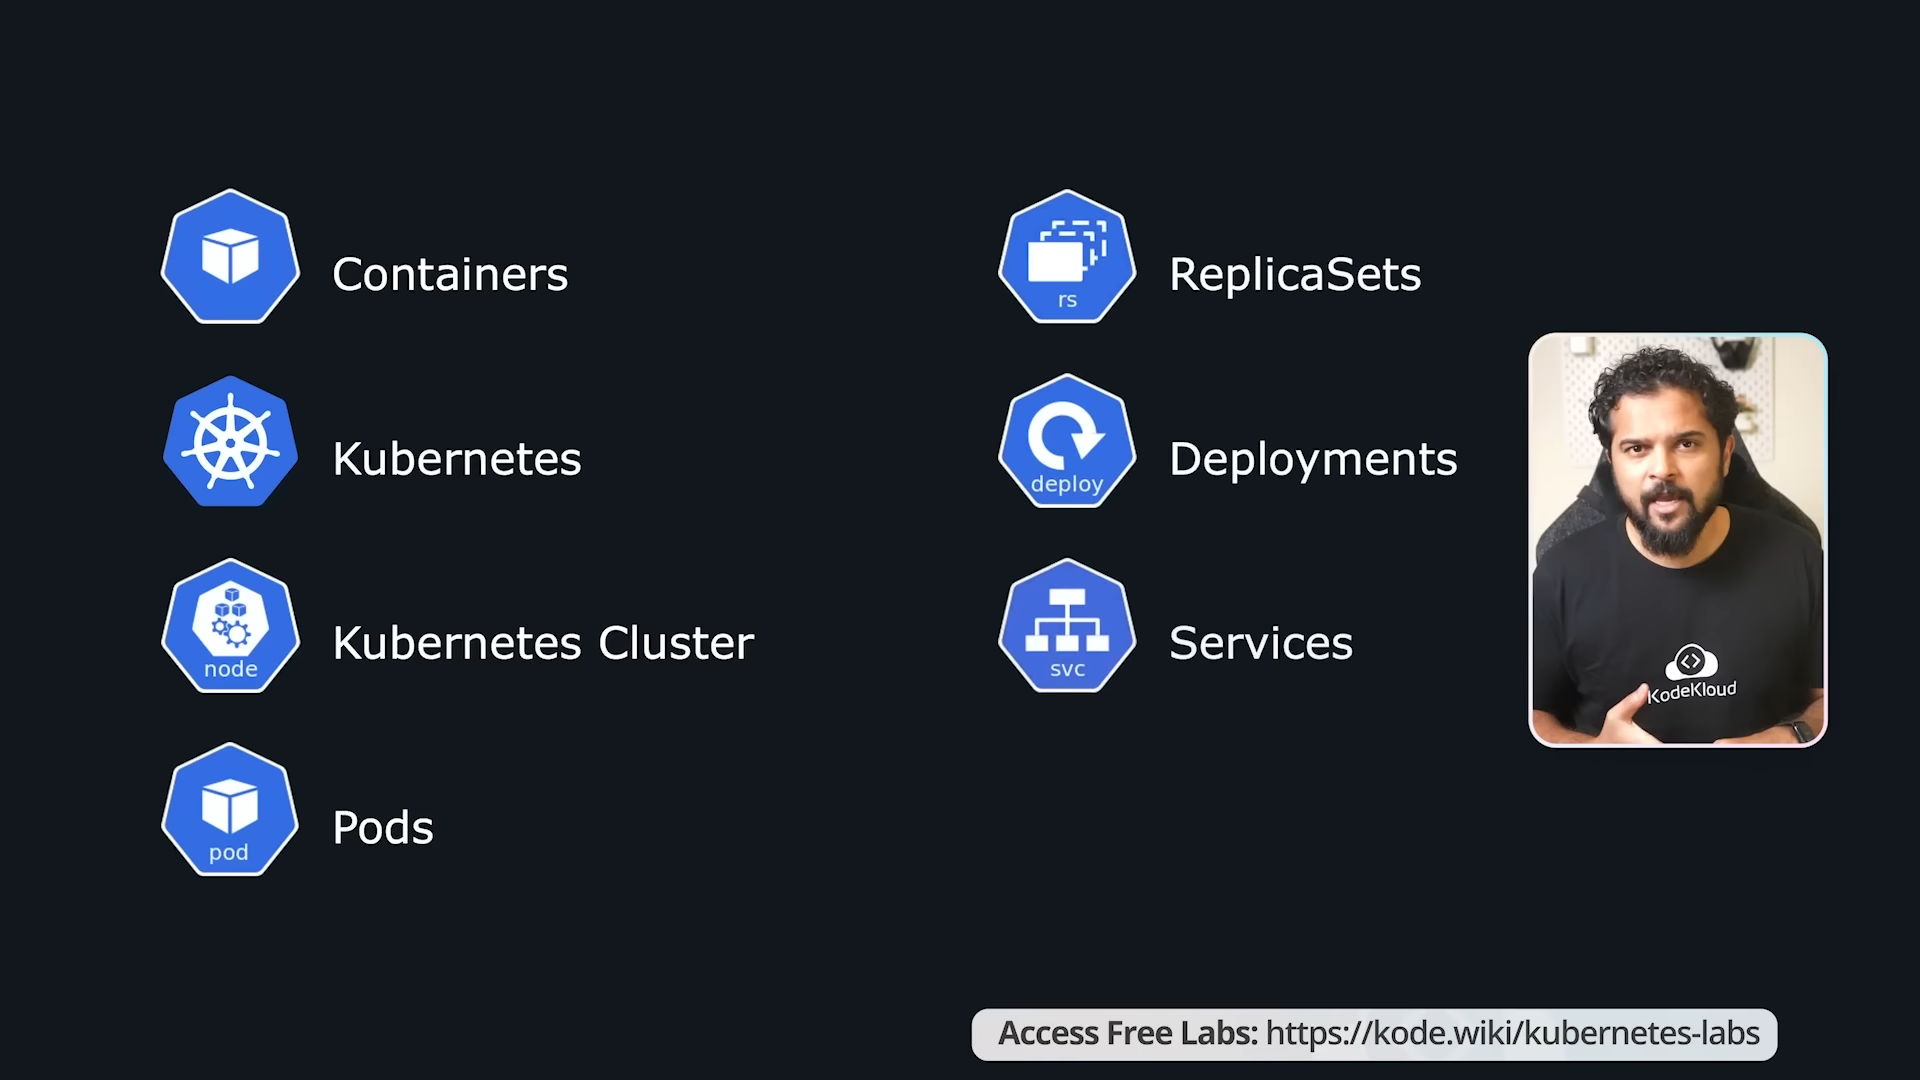 Containers
Kubernetes
node
Kubernetes Cluster
pod
Pods
rs
ReplicaSets
deploy
Deployments
svc
Services
KodeKloud
Access Free Labs: https://kode.wiki/kubernetes-labs